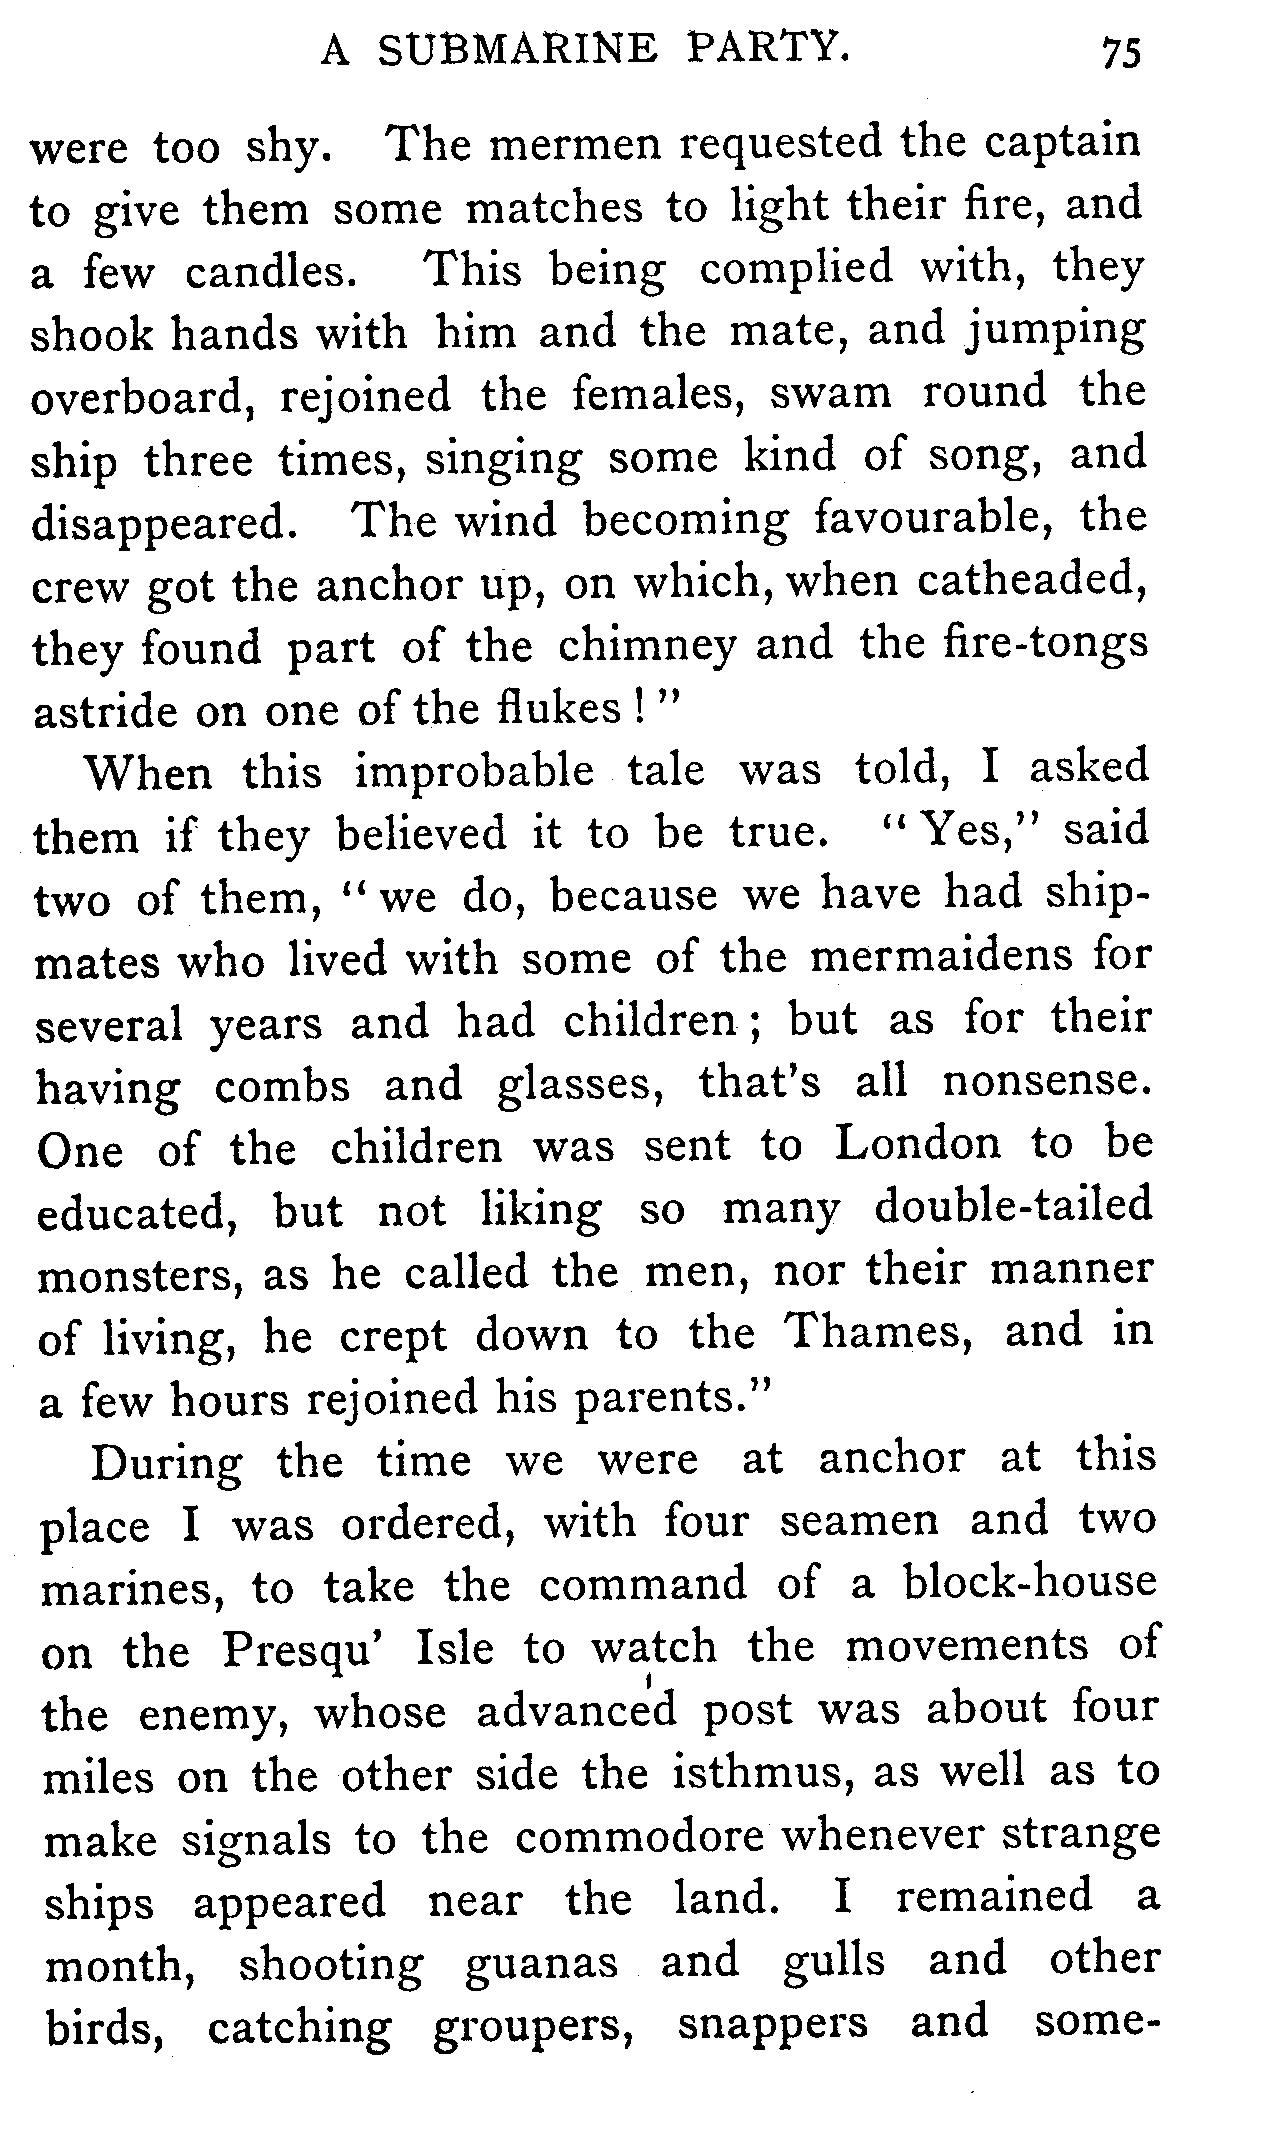 A SUBMARINE PARTY. 75
were too shy. The mermen requested the captain
to give them some matches to light their fire, and
a few candles. This being complied with, they
shook hands with him and the mate, and jumping
overboard, rejoined the females, swam round the
ship three times, singing some kind of song, and
disappeared. The wind becoming favourable, the
crew got the anchor up, on which, when catheaded,
they found part of the chimney and the fire-tongs
astride on one of the flukes ! "
When this improbable tale was told, I asked
them if they believed it to be true. " Yes," said
two of them, " we do, because we have had ship-
mates who lived with some of the mermaidens for
several years and had children ; but as for their
having combs and glasses, that's all nonsense.
One of the children was sent to London to be
educated, but not liking so many double-tailed
monsters, as he called the men, nor their manner
of living, he crept down to the Thames, and in
a few hours rejoined his parents."
During the time we were at anchor at this
place I was ordered, with four seamen and two
marines, to take the command of a block-house
on the Presqu' Isle to watch the movements of
the enemy, whose advanced post was about four
miles on the other side the isthmus, as well as to
make signals to the commodore whenever strange
ships appeared near the land. I remained a
month, shooting guanas and gulls and other
birds, catching groupers, snappers and some-